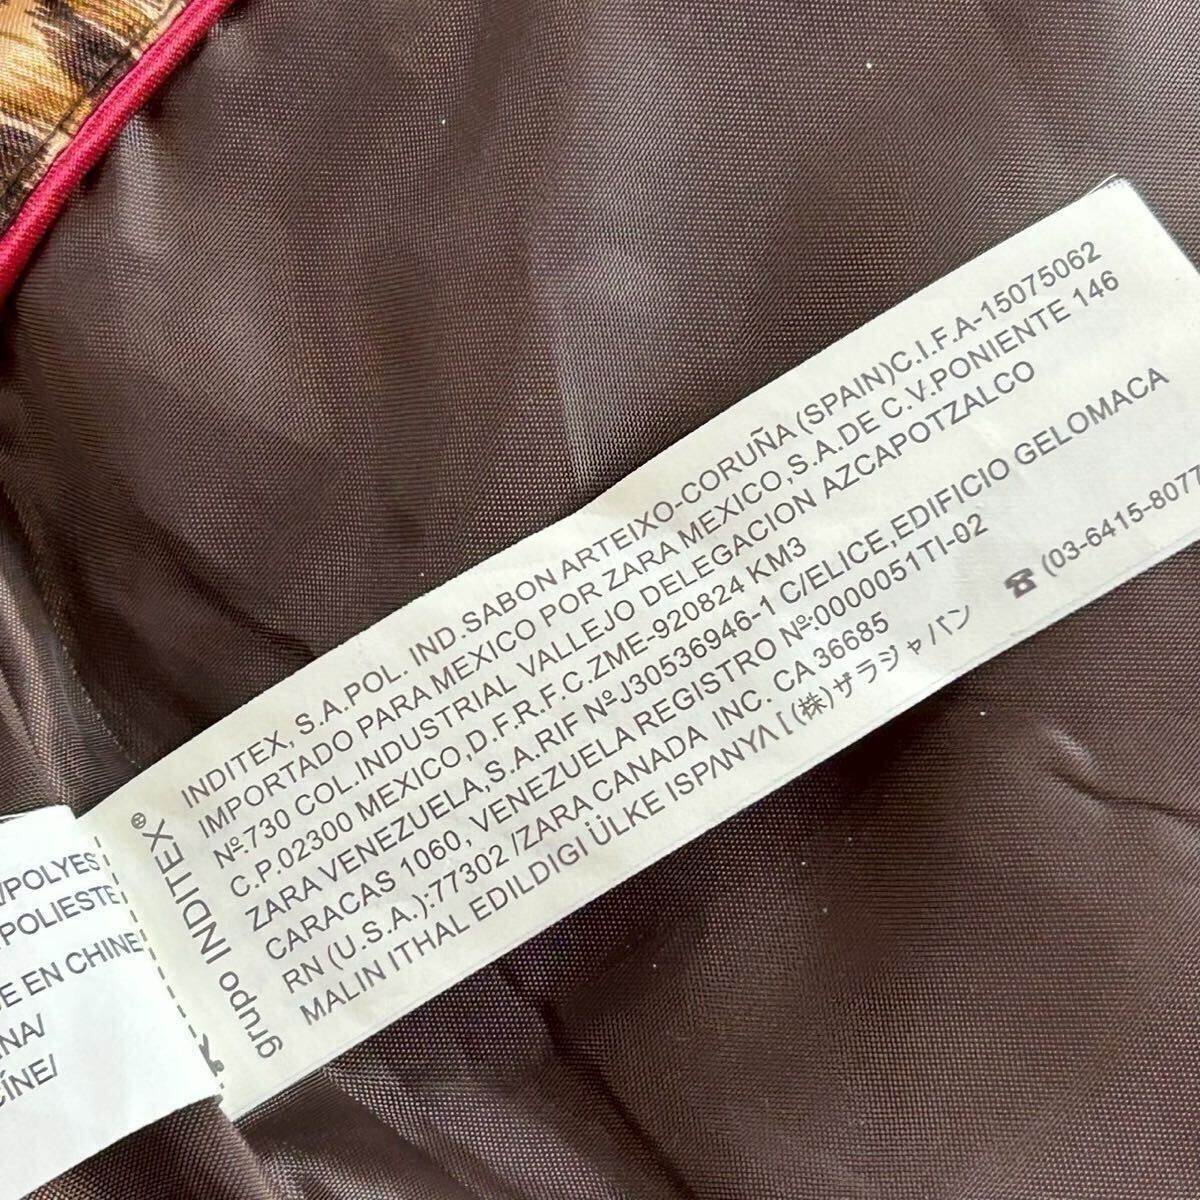 grupo INDITEX®
INDITEX, S.A.POL. IND.SABON ARTEIXO-CORUÑA (SPAIN)C.I.F.A-15075062
IMPORTADO PARA MEXICO POR ZARA MEXICO,S.A.DE C.V.PONIENTE 146
Nº.730 COL.INDUSTRIAL VALLEJO DELEGACION AZCAPOTZALCO
C.P.02300 MEXICO,D.F.R.F.C.ZME-920824 KM3
ZARA VENEZUELA,S.A.RIF NºJ30536946-1 C/ELICE,EDIFICIO GELOMACA
CARACAS 1060, VENEZUELA REGISTRO Nº:0000051TI-02
RN (U.S.A.):77302 /ZARA CANADA INC. CA 36685
MALIN ITHAL EDILDIGI ÜLKE ISPANYA [(株)ザラジャパン ☎ (03-6415-8077
/POLYES
POLIESTE
EN CHINE